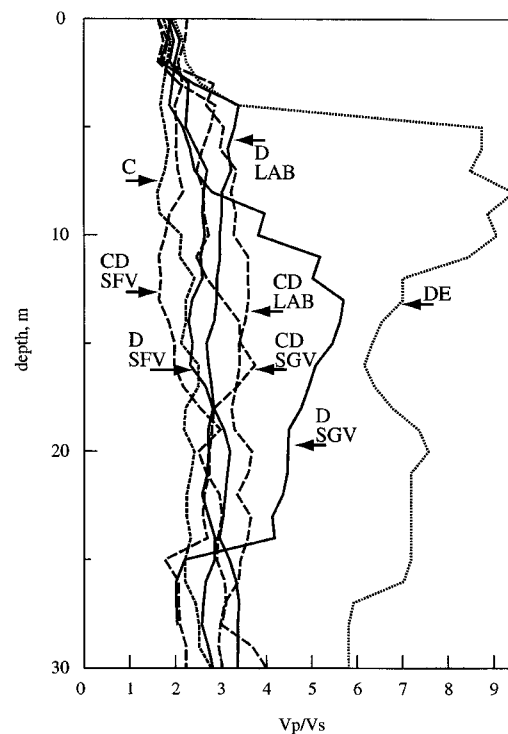 0
10
20
30
depth, m
C
D
LAB
CD
SFV
CD
LAB
DE
D
SFV
CD
SGV
D
SGV
0 1 2 3 4 5 6 7 8 9
Vp/Vs